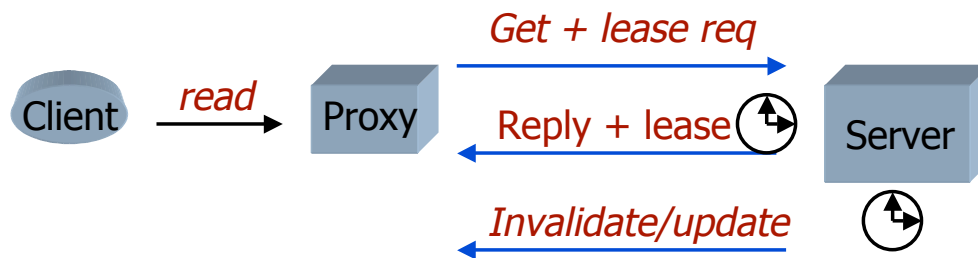 Get + lease req
Client
read
Proxy
Reply + lease
Server
Invalidate/update